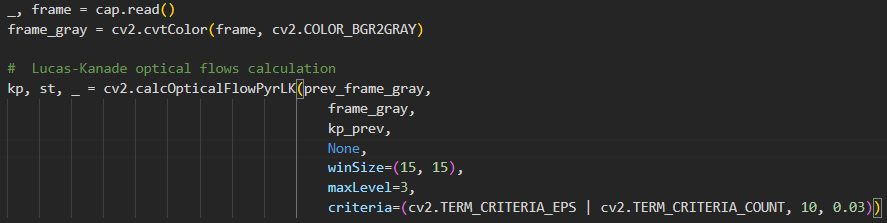 _, frame = cap.read()
frame_gray = cv2.cvtColor(frame, cv2.COLOR_BGR2GRAY)

#  Lucas-Kanade optical flows calculation
kp, st, _ = cv2.calcOpticalFlowPyrLK(prev_frame_gray,
                                        frame_gray,
                                        kp_prev,
                                        None,
                                        winSize=(15, 15),
                                        maxLevel=3,
                                        criteria=(cv2.TERM_CRITERIA_EPS | cv2.TERM_CRITERIA_COUNT, 10, 0.03))